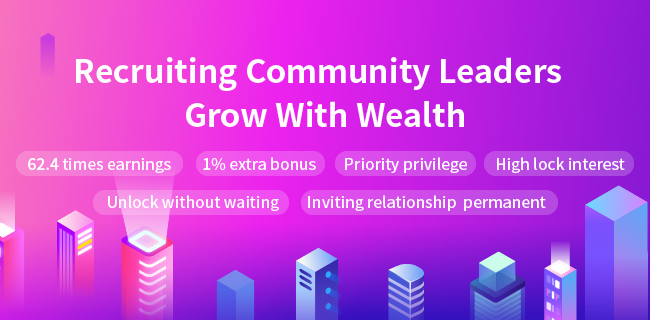 Recruiting Community Leaders
Grow With Wealth
62.4 times earnings 1% extra bonus Priority privilege High lock interest
Unlock without waiting Inviting relationship permanent